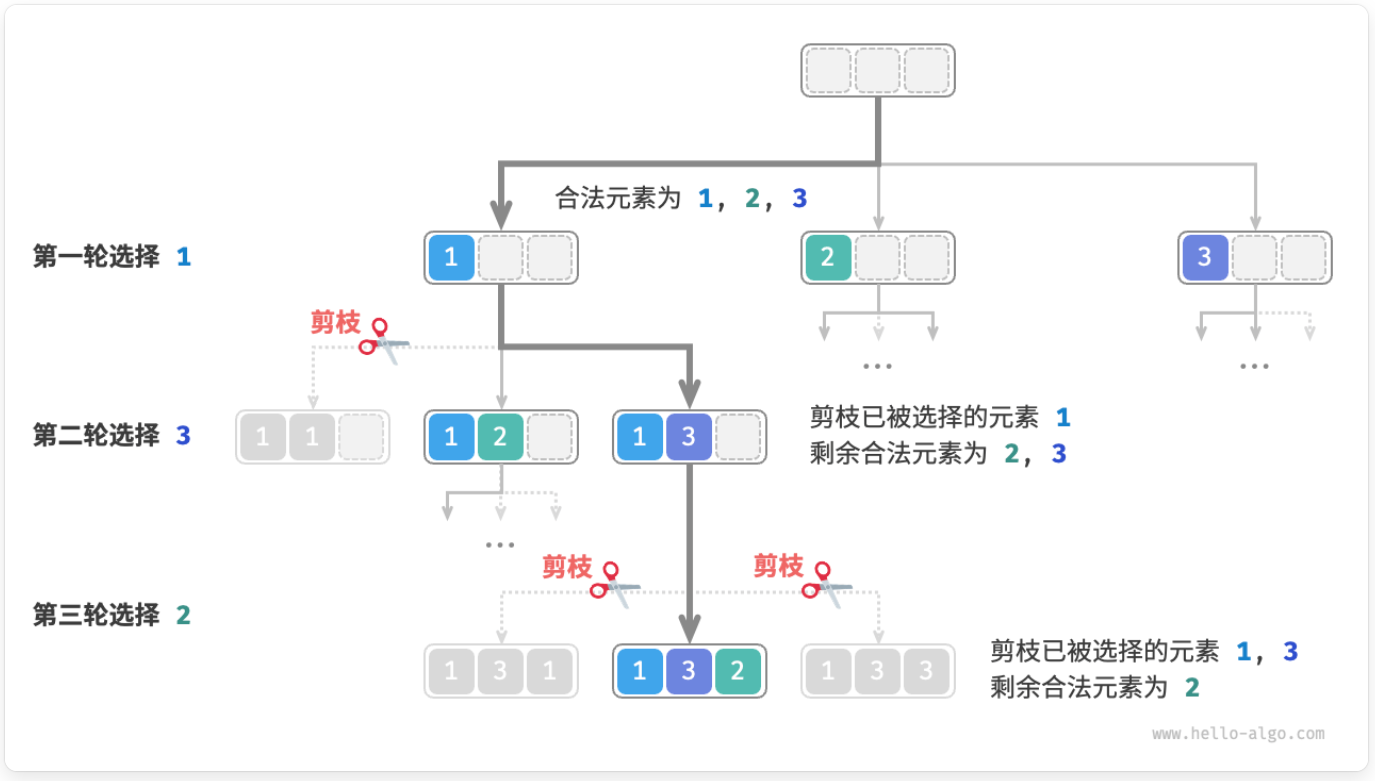 合法元素为 1, 2, 3
第一轮选择 1
1
2
3
剪枝
...
...
第二轮选择 3
1 1
1 2
1 3
剪枝已被选择的元素 1
剩余合法元素为 2, 3
...
剪枝
剪枝
第三轮选择 2
1 3 1
1 3 2
1 3 3
剪枝已被选择的元素 1, 3
剩余合法元素为 2
www.hello-algo.com